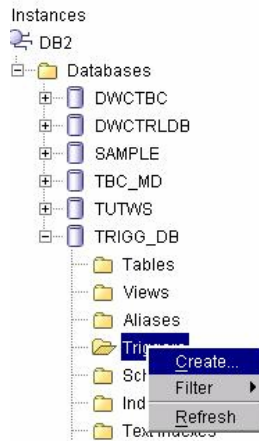 Instances
DB2
Databases
DWCTBC
DWCTRLDB
SAMPLE
TBC_MD
TUTWS
TRIGG_DB
Tables
Views
Aliases
Create...
Filter
Refresh